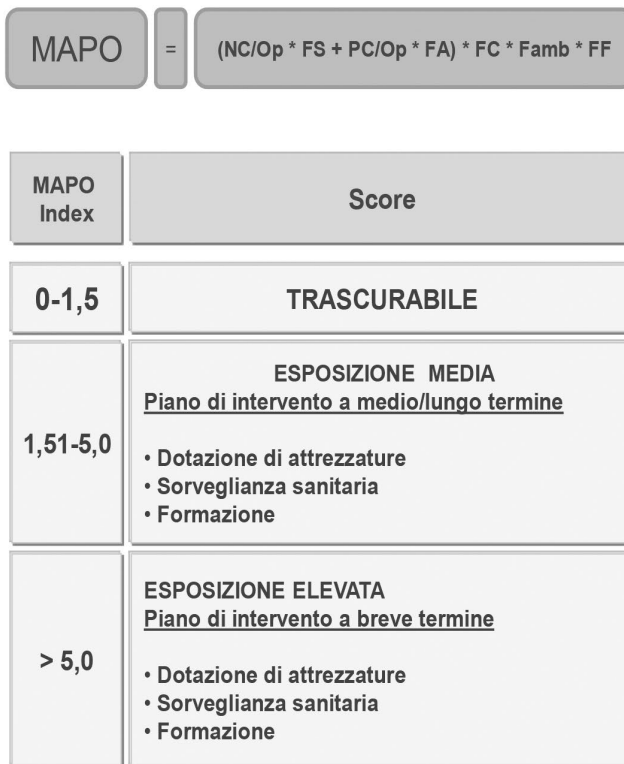 MAPO = (NC/Op * FS + PC/Op * FA) * FC * Famb * FF
MAPO
Index
Score
0-1,5
TRASCURABILE
1,51-5,0
ESPOSIZIONE MEDIA
Piano di intervento a medio/lungo termine
• Dotazione di attrezzature
• Sorveglianza sanitaria
• Formazione
> 5,0
ESPOSIZIONE ELEVATA
Piano di intervento a breve termine
• Dotazione di attrezzature
• Sorveglianza sanitaria
• Formazione